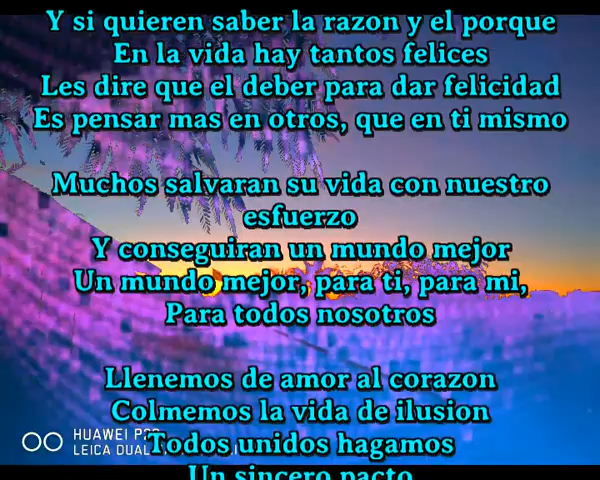 Y si quieren saber la razon y el porque
En la vida hay tantos felices
Les dire que el deber para dar felicidad
Es pensar mas en otros, que en ti mismo
Muchos salvaran su vida con nuestro
esfuerzo
Y conseguiran un mundo mejor
Un mundo mejor, para ti, para mi,
Para todos nosotros
Llenemos de amor al corazon
Colmemos la vida de ilusion
HUAWEI
Todos unidos hagamos
LEICA DUAL
Un sincero pacto